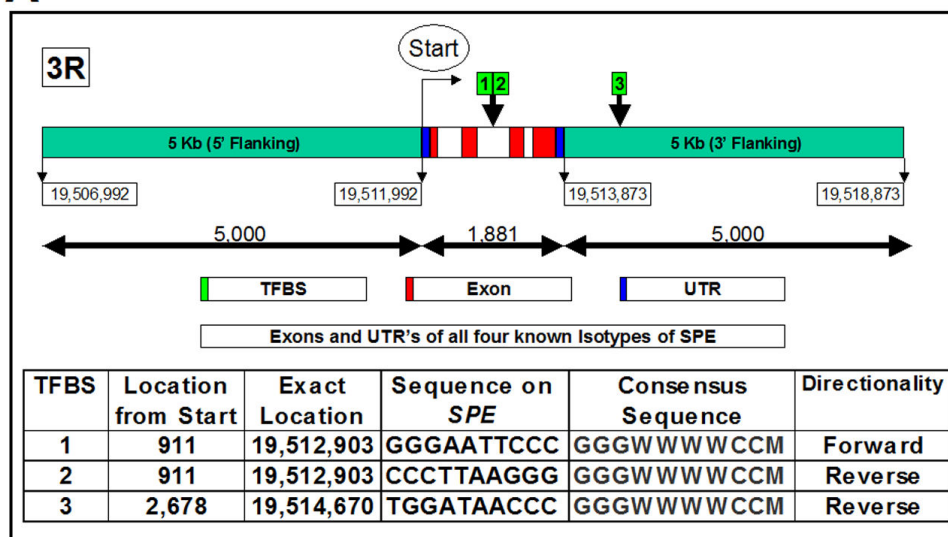 Start
3R
1 2 3
5 Kb (5' Flanking) 5 Kb (3' Flanking)
19,506,992 19,511,992 19,513,873 19,518,873
5,000 1,881 5,000
TFBS Exon UTR
Exons and UTR's of all four known Isotypes of SPE
TFBS Location from Start Exact Location Sequence on SPE Consensus Sequence Directionality
1 911 19,512,903 GGGAATTCCC GGGWWWWCCM Forward
2 911 19,512,903 CCCTTAAGGG GGGWWWWCCM Reverse
3 2,678 19,514,670 TGGATAACCC GGGWWWWCCM Reverse